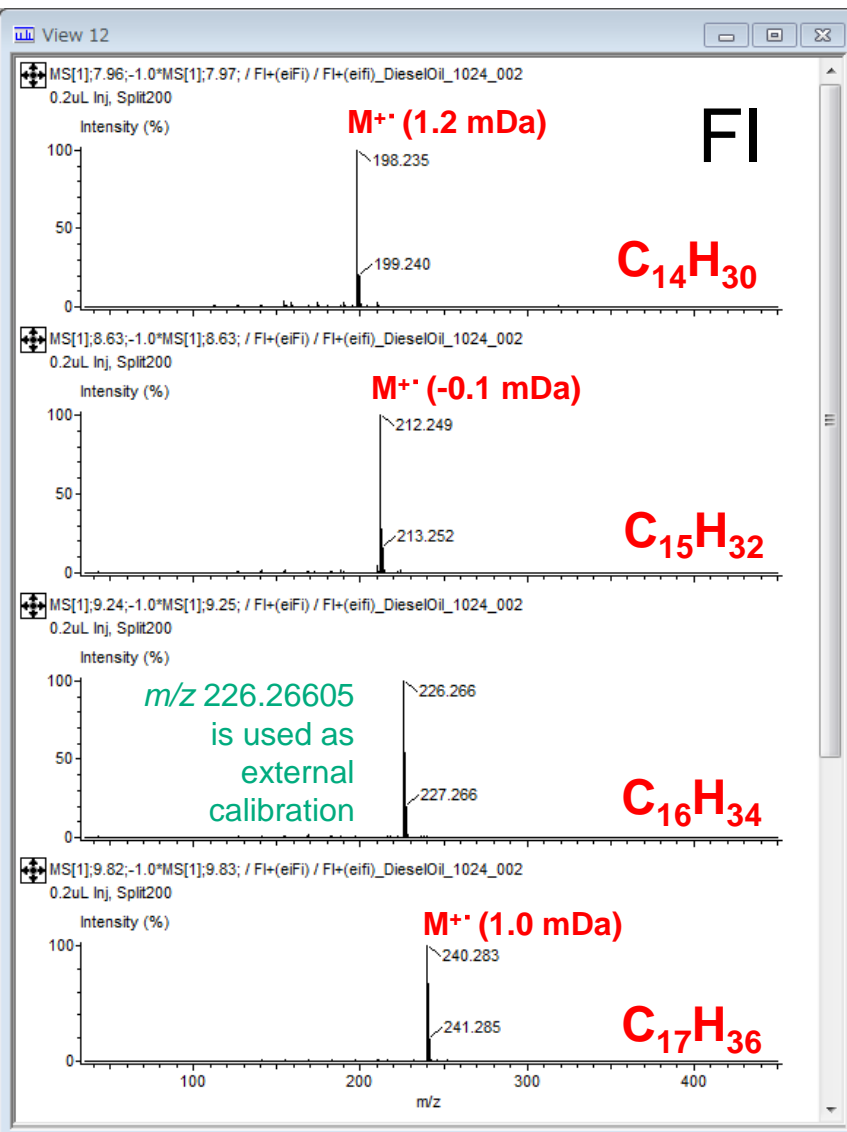 View 12
MS[1];7.96;-1.0*MS[1];7.97; / FI+(eiFi) / FI+(eifi)_DieselOil_1024_002
0.2uL Inj, Split200
Intensity (%)
M⁺· (1.2 mDa)
FI
100
198.235
50
199.240
C₁₄H₃₀
0
MS[1];8.63;-1.0*MS[1];8.63; / FI+(eiFi) / FI+(eifi)_DieselOil_1024_002
0.2uL Inj, Split200
Intensity (%)
M⁺· (-0.1 mDa)
100
212.249
50
213.252
C₁₅H₃₂
0
MS[1];9.24;-1.0*MS[1];9.25; / FI+(eiFi) / FI+(eifi)_DieselOil_1024_002
0.2uL Inj, Split200
Intensity (%)
100
226.266
m/z 226.26605
is used as
external
calibration
50
227.266
C₁₆H₃₄
0
MS[1];9.82;-1.0*MS[1];9.83; / FI+(eiFi) / FI+(eifi)_DieselOil_1024_002
0.2uL Inj, Split200
Intensity (%)
M⁺· (1.0 mDa)
100
240.283
50
241.285
C₁₇H₃₆
0
100 200 300 400
m/z